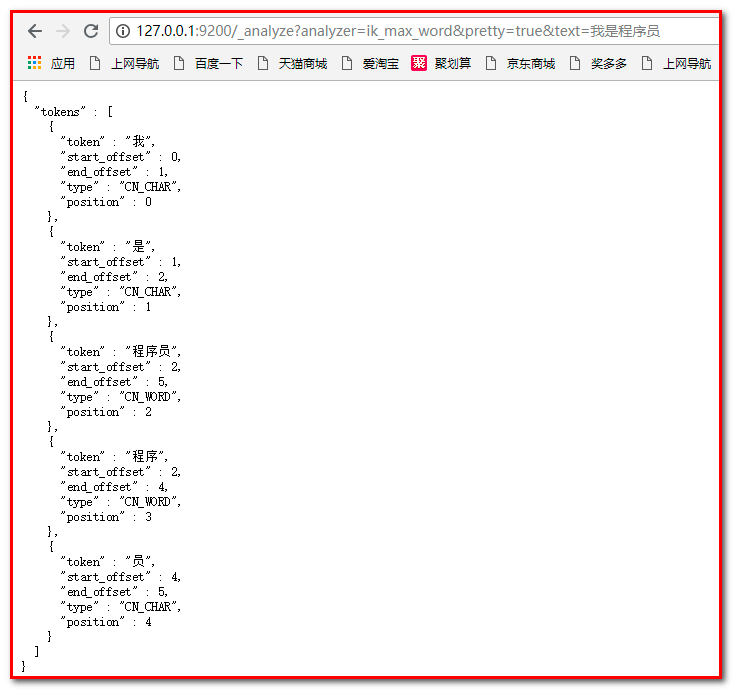 127.0.0.1:9200/_analyze?analyzer=ik_max_word&pretty=true&text=我是程序员
应用 上网导航 百度一下 天猫商城 爱淘宝 聚 聚划算 京东商城 奖多多 上网导航
{
  "tokens" : [
    {
      "token" : "我",
      "start_offset" : 0,
      "end_offset" : 1,
      "type" : "CN_CHAR",
      "position" : 0
    },
    {
      "token" : "是",
      "start_offset" : 1,
      "end_offset" : 2,
      "type" : "CN_CHAR",
      "position" : 1
    },
    {
      "token" : "程序员",
      "start_offset" : 2,
      "end_offset" : 5,
      "type" : "CN_WORD",
      "position" : 2
    },
    {
      "token" : "程序",
      "start_offset" : 2,
      "end_offset" : 4,
      "type" : "CN_WORD",
      "position" : 3
    },
    {
      "token" : "员",
      "start_offset" : 4,
      "end_offset" : 5,
      "type" : "CN_CHAR",
      "position" : 4
    }
  ]
}